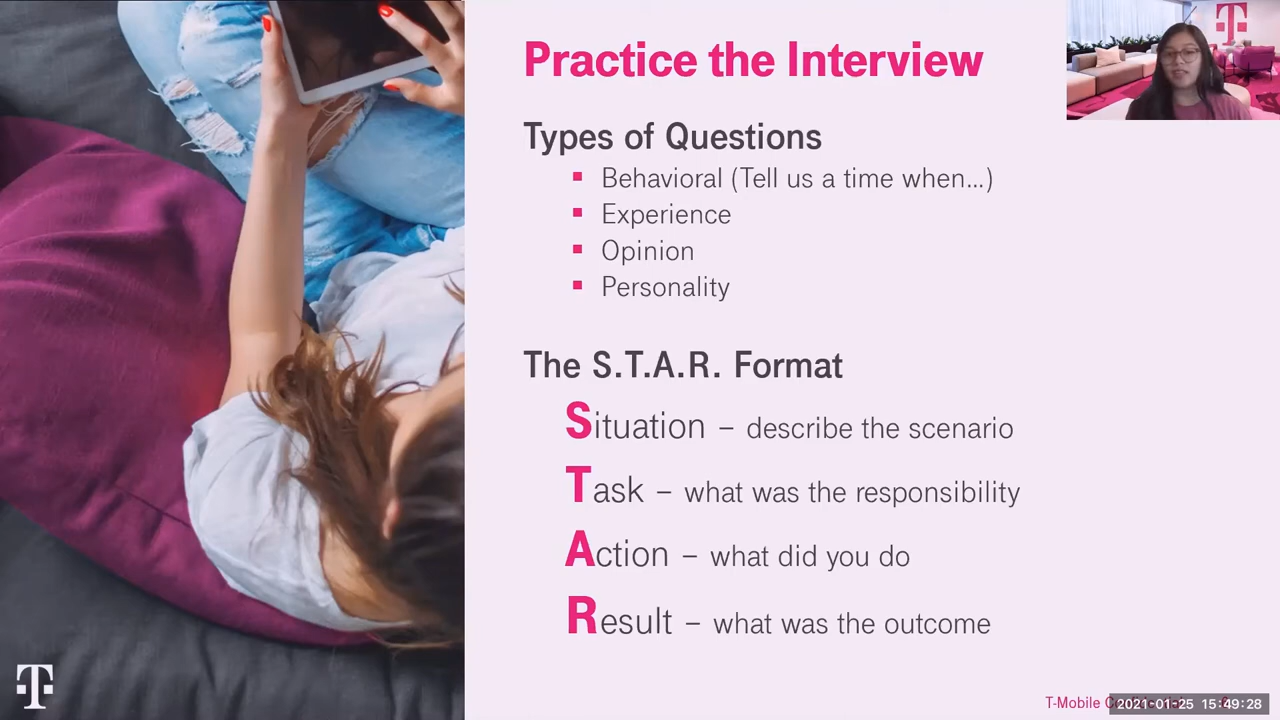 Practice the Interview
Types of Questions
Behavioral (Tell us a time when...)
Experience
Opinion
Personality
The S.T.A.R. Format
Situation – describe the scenario
Task – what was the responsibility
Action – what did you do
Result – what was the outcome
T-Mobile
2021-01-25 15:49:28
T
T